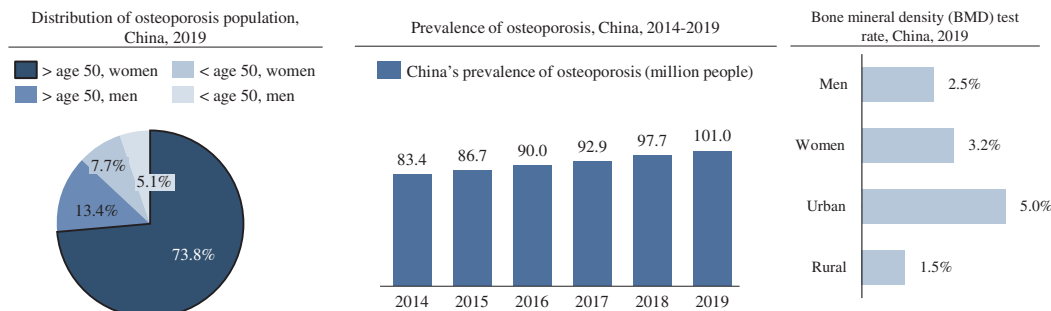 Distribution of osteoporosis population,
China, 2019
> age 50, women
< age 50, women
> age 50, men
< age 50, men
7.7%
5.1%
13.4%
73.8%
Prevalence of osteoporosis, China, 2014-2019
China's prevalence of osteoporosis (million people)
83.4
86.7
90.0
92.9
97.7
101.0
2014
2015
2016
2017
2018
2019
Bone mineral density (BMD) test
rate, China, 2019
Men
2.5%
Women
3.2%
Urban
5.0%
Rural
1.5%